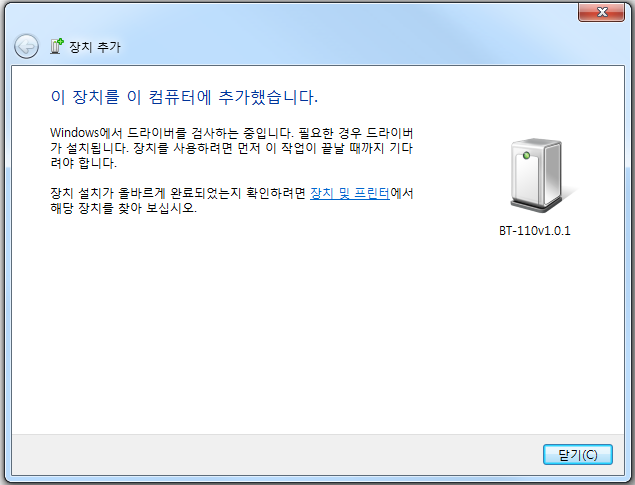 장치 추가
이 장치를 이 컴퓨터에 추가했습니다.
Windows에서 드라이버를 검사하는 중입니다. 필요한 경우 드라이버
가 설치됩니다. 장치를 사용하려면 먼저 이 작업이 끝날 때까지 기다
려야 합니다.
장치 설치가 올바르게 완료되었는지 확인하려면 장치 및 프린터에서
해당 장치를 찾아 보십시오.
BT-110v1.0.1
닫기(C)